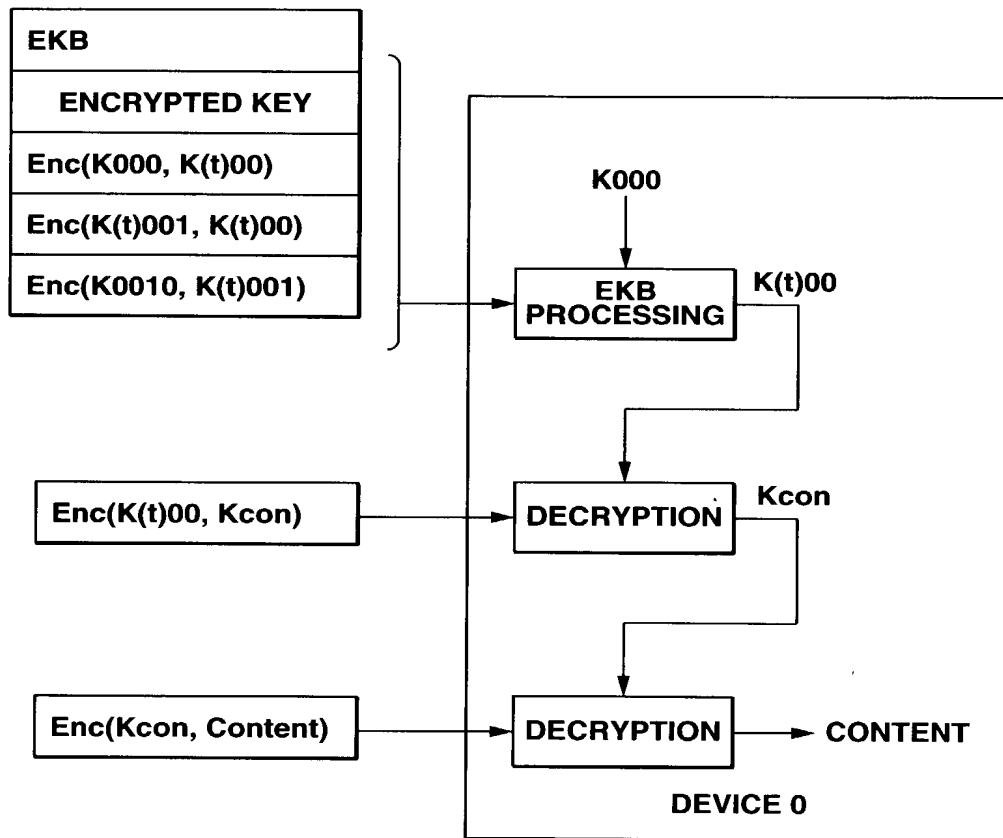 EKB
ENCRYPTED KEY
Enc(K000, K(t)00)
Enc(K(t)001, K(t)00)
Enc(K0010, K(t)001)
K000
EKB
PROCESSING
K(t)00
Enc(K(t)00, Kcon)
DECRYPTION
Kcon
Enc(Kcon, Content)
DECRYPTION
CONTENT
DEVICE 0